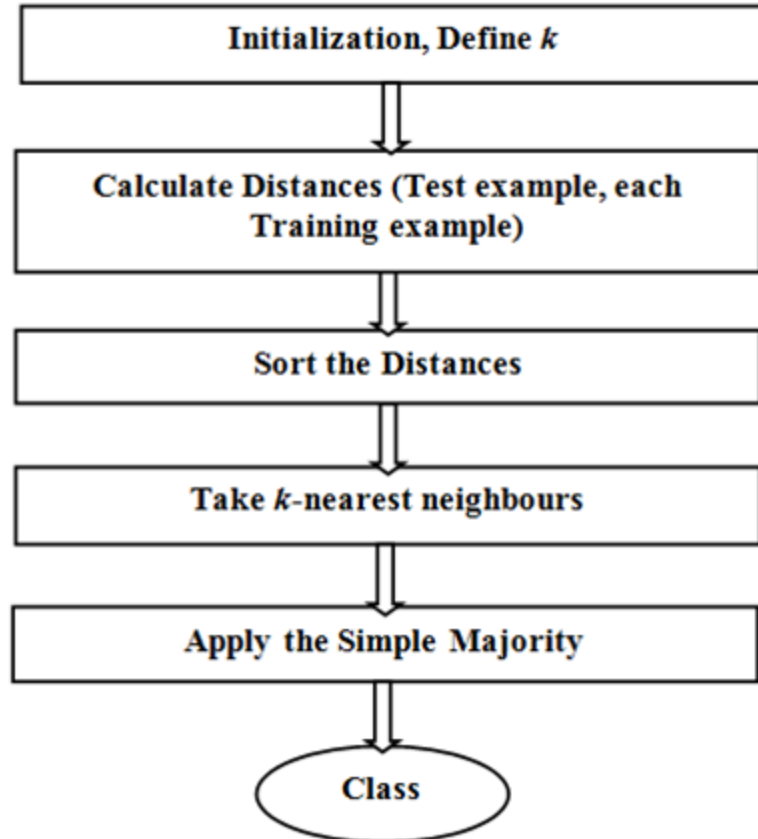 Initialization, Define k
Calculate Distances (Test example, each
Training example)
Sort the Distances
Take k-nearest neighbours
Apply the Simple Majority
Class